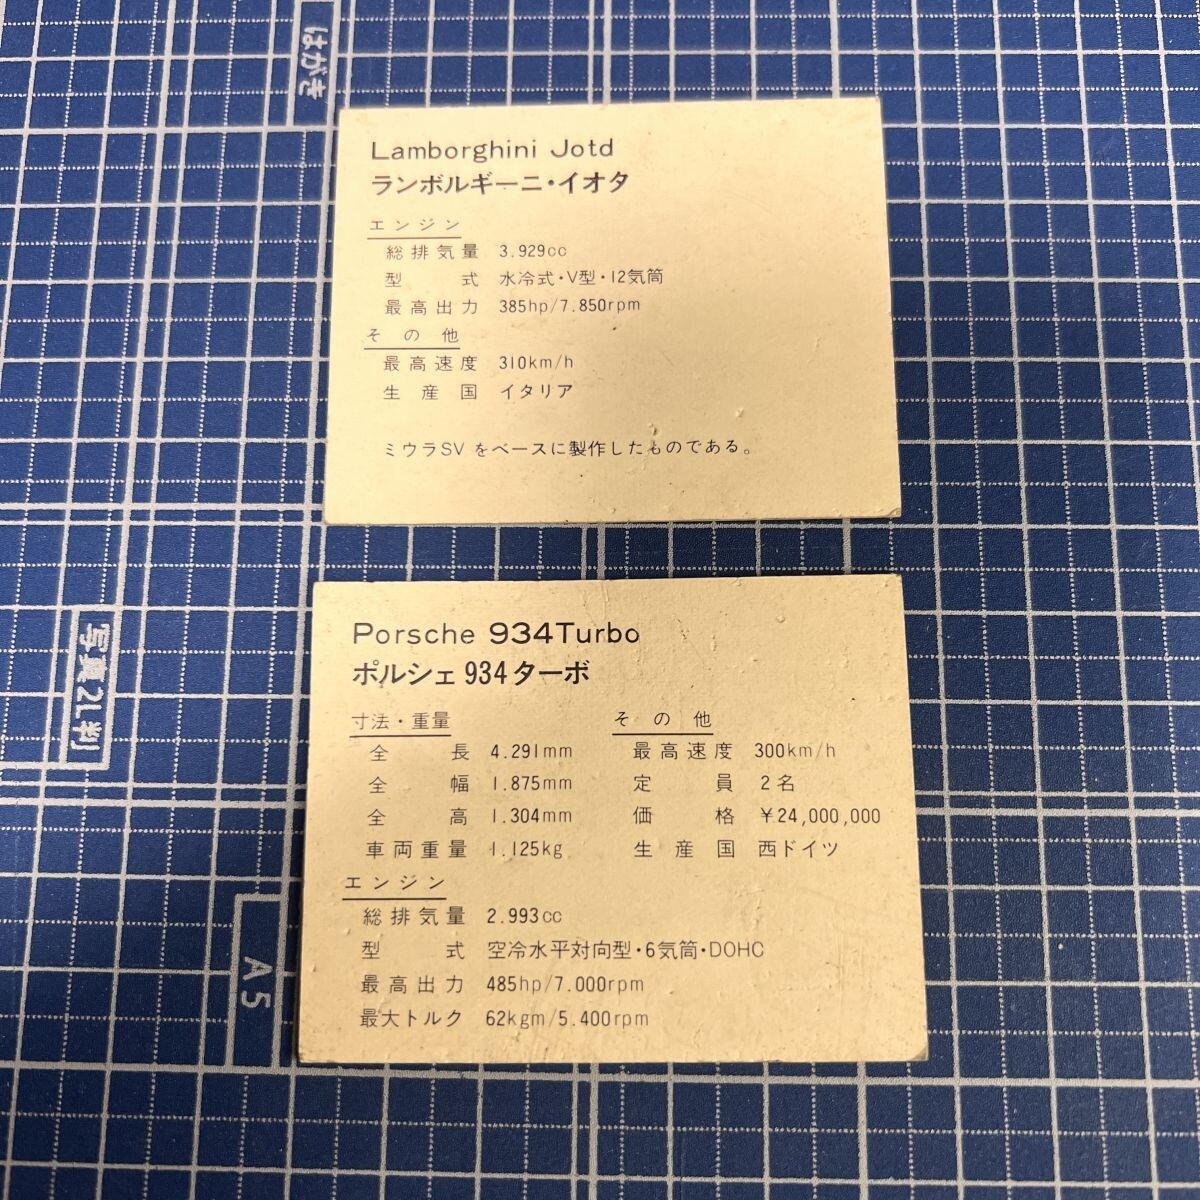 はがき
Lamborghini Jotd
ランボルギーニ・イオタ
エンジン
総排気量 3.929cc
型式 水冷式・V型・12気筒
最高出力 385hp/7.850rpm
その他
最高速度 310km/h
生産国 イタリア
ミウラSVをベースに製作したものである。
写真2L判
Porsche 934Turbo
ポルシェ934ターボ
寸法・重量
全長 4.291mm
全幅 1.875mm
全高 1.304mm
車両重量 1.125kg
エンジン
総排気量 2.993cc
型式 空冷水平対向型・6気筒・DOHC
最高出力 485hp/7.000rpm
最大トルク 62kgm/5.400rpm
その他
最高速度 300km/h
定員 2名
価格 ¥24,000,000
生産国 西ドイツ
A5